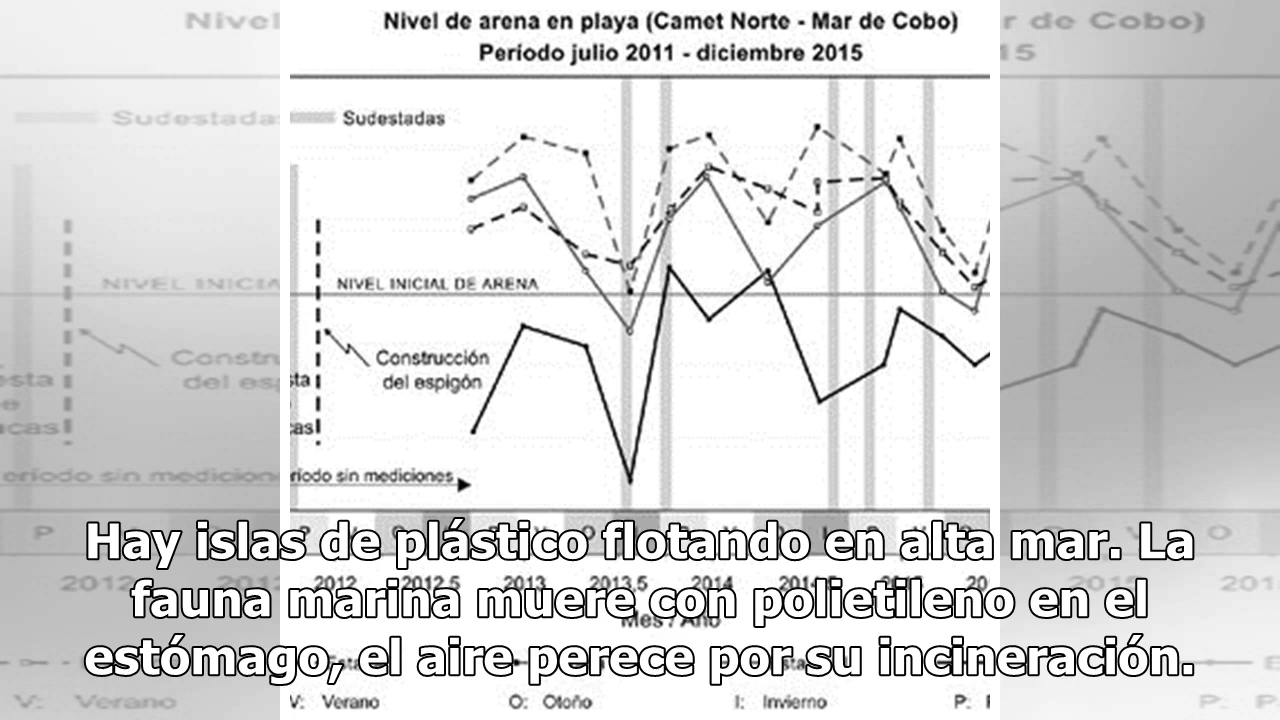 Nivel de arena en playa (Camet Norte - Mar de Cobo)
Período julio 2011 - diciembre 2015
Sudestadas
NIVEL INICIAL DE ARENA
Construcción
del espigón
sin mediciones
2012 2012.5 2013 2013.5 2014
Hay islas de plástico flotando en alta mar. La
fauna marina muere con polietileno en el
estómago, el aire perece por su incineración.
Mes / Año
V: Verano O: Otoño I: Invierno P: